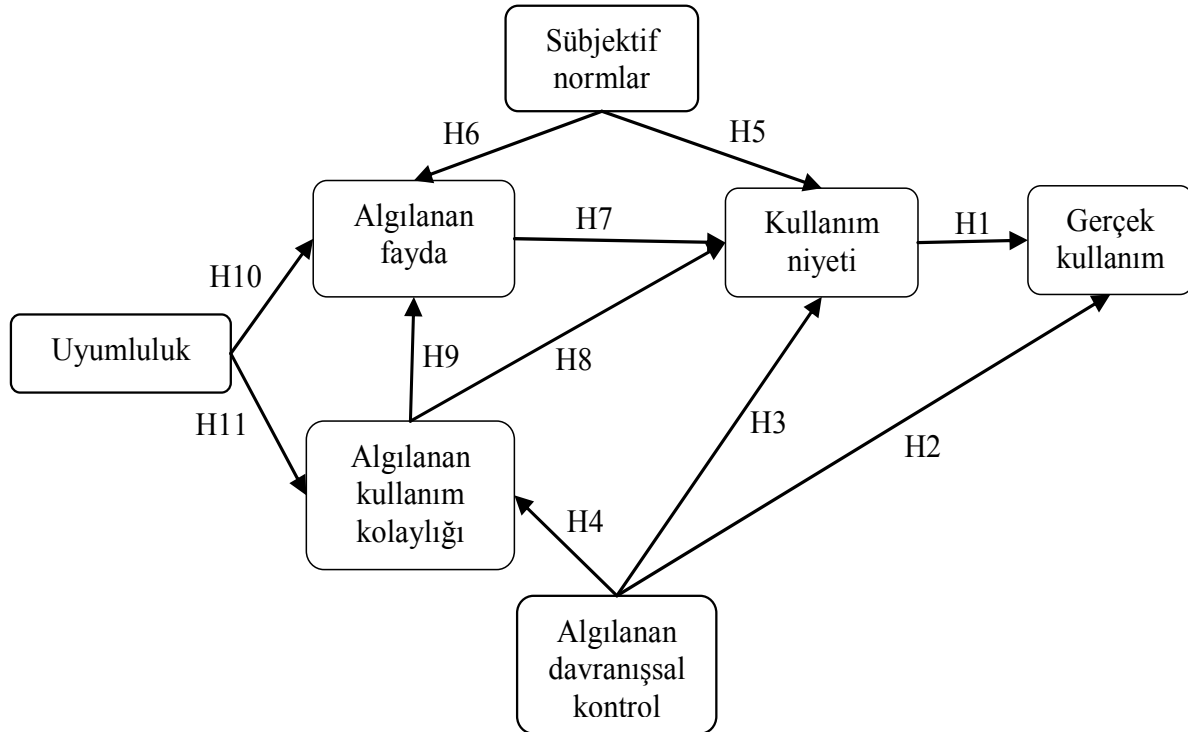 Sübjektif
normlar
H6
H5
Algılanan
fayda
H7
Kullanım
niyeti
H1
Gerçek
kullanım
H10
Uyumluluk
H9
H8
H11
H3
H2
Algılanan
kullanım
kolaylığı
H4
Algılanan
davranışsal
kontrol